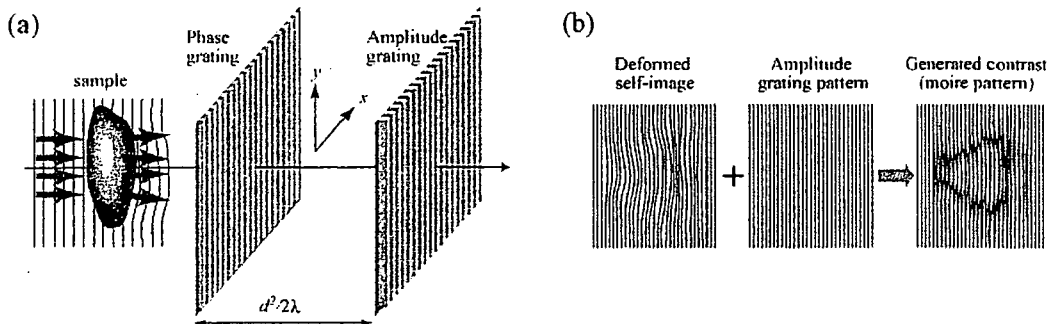 (a)
Phase
grating
Amplitude
grating
sample
y
x
d²/2λ
(b)
Deformed
self-image
Amplitude
grating pattern
Generated contrast
(moire pattern)
+